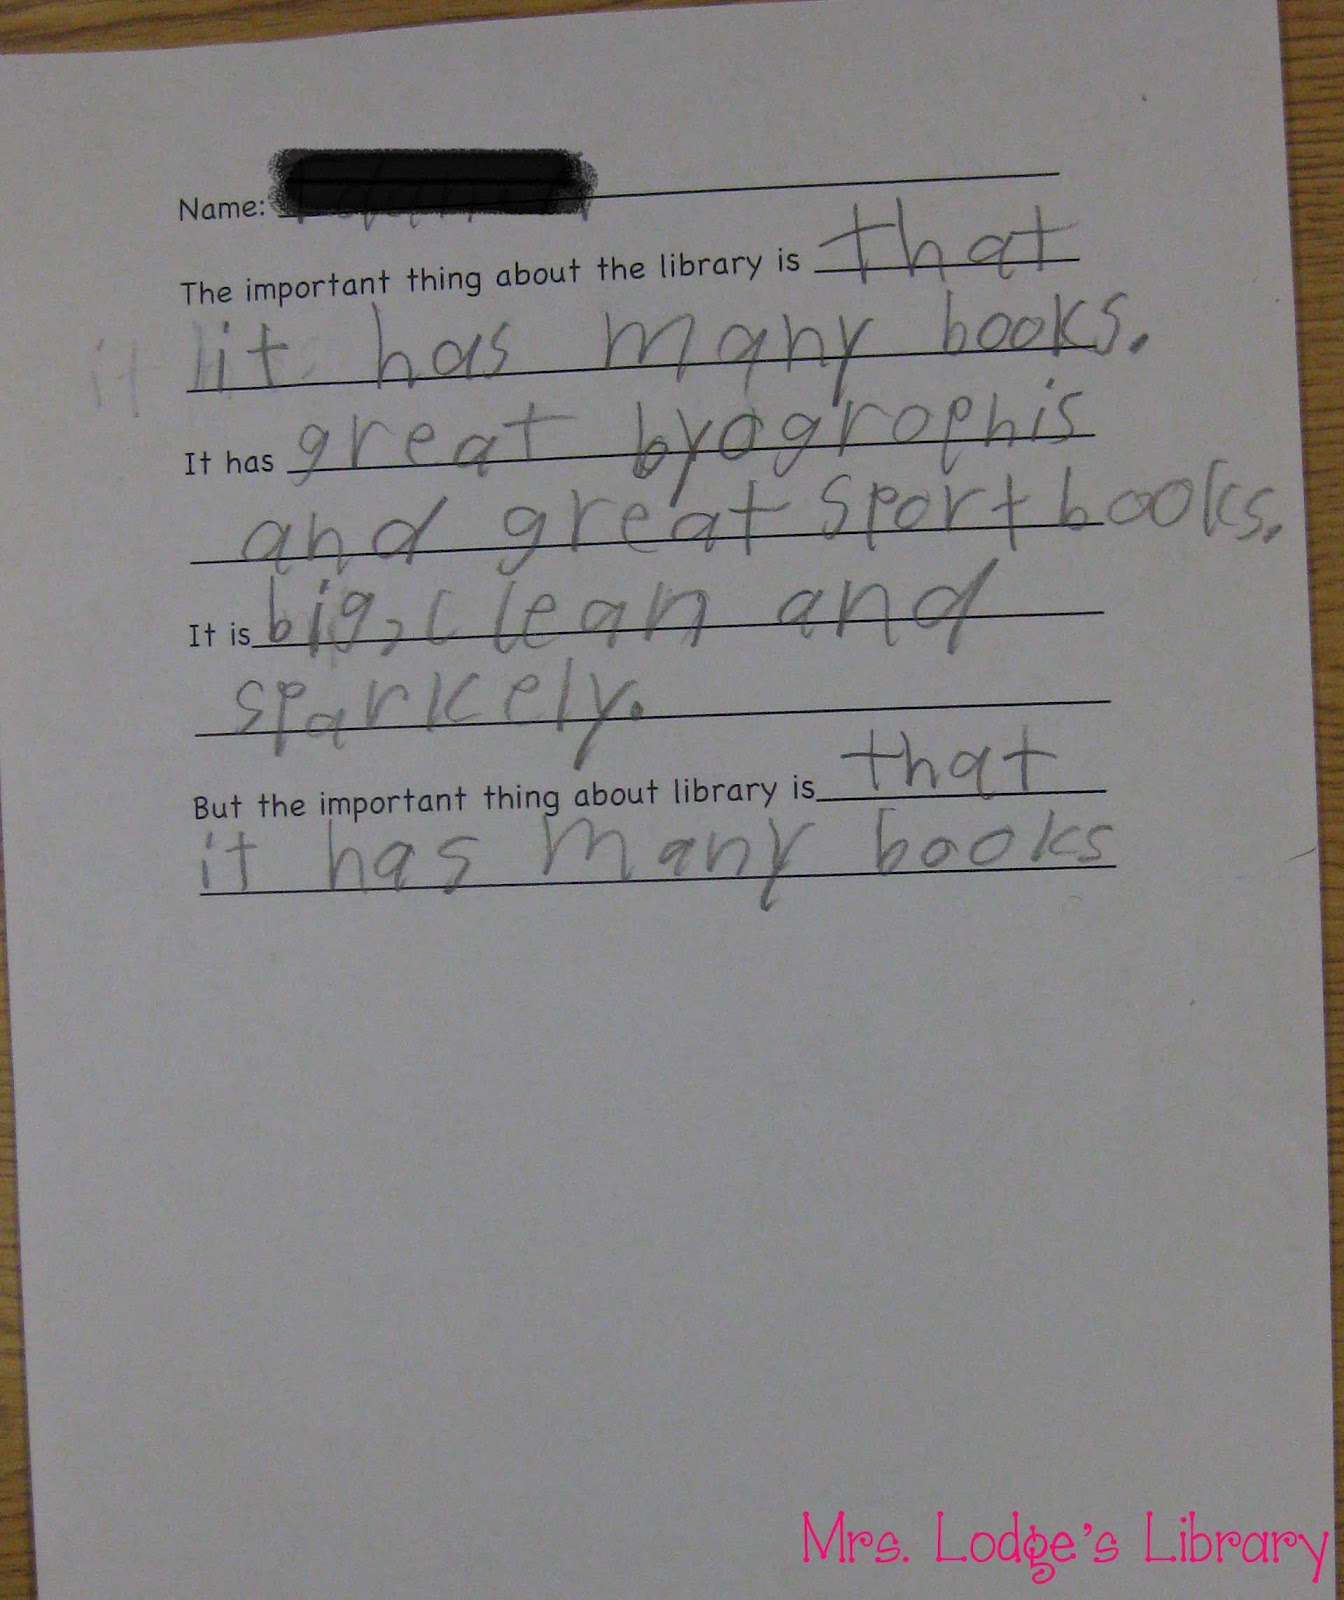 Name:
The important thing about the library is that
it has many books.
It has great byogrophis
and great sport books.
It is big, clean and
sparkely.
But the important thing about library is that
it has many books
Mrs. Lodge's Library